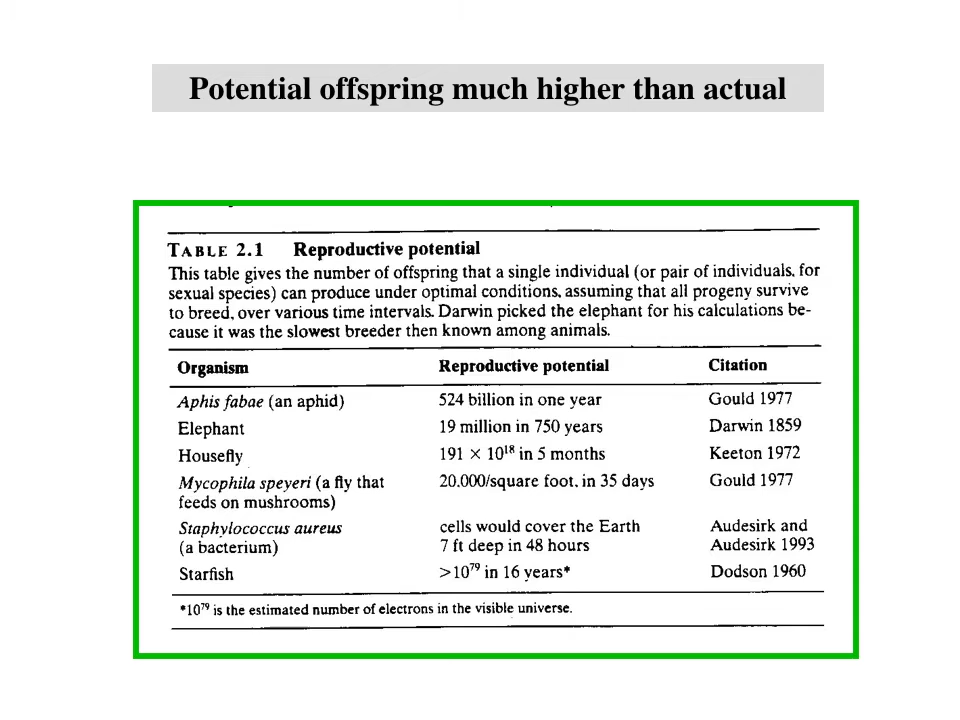 Potential offspring much higher than actual
TABLE 2.1 Reproductive potential
This table gives the number of offspring that a single individual (or pair of individuals, for
sexual species) can produce under optimal conditions, assuming that all progeny survive
to breed, over various time intervals. Darwin picked the elephant for his calculations be-
cause it was the slowest breeder then known among animals.
Organism Reproductive potential Citation
Aphis fabae (an aphid) 524 billion in one year Gould 1977
Elephant 19 million in 750 years Darwin 1859
Housefly 191 × 10¹⁸ in 5 months Keeton 1972
Mycophila speyeri (a fly that 20,000/square foot, in 35 days Gould 1977
feeds on mushrooms)
Staphylococcus aureus cells would cover the Earth Audesirk and
(a bacterium) 7 ft deep in 48 hours Audesirk 1993
Starfish >10⁷⁹ in 16 years* Dodson 1960
*10⁷⁹ is the estimated number of electrons in the visible universe.